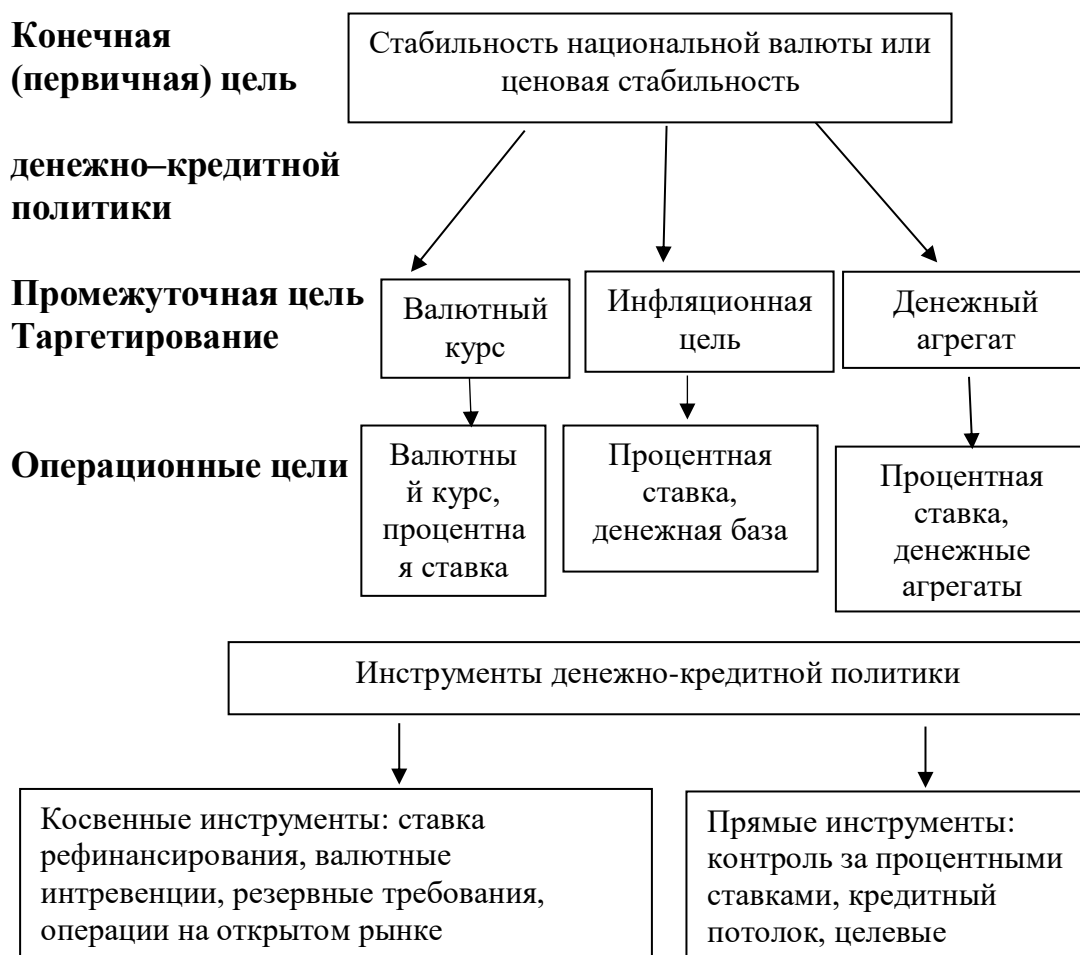 Конечная
(первичная) цель
Стабильность национальной валюты или
ценовая стабильность
денежно–кредитной
политики
Промежуточная цель
Таргетирование
Валютный
курс
Инфляционная
цель
Денежный
агрегат
Операционные цели
Валютны
й курс,
процентна
я ставка
Процентная
ставка,
денежная база
Процентная
ставка,
денежные
агрегаты
Инструменты денежно-кредитной политики
Косвенные инструменты: ставка
рефинансирования, валютные
интревенции, резервные требования,
операции на открытом рынке
Прямые инструменты:
контроль за процентными
ставками, кредитный
потолок, целевые